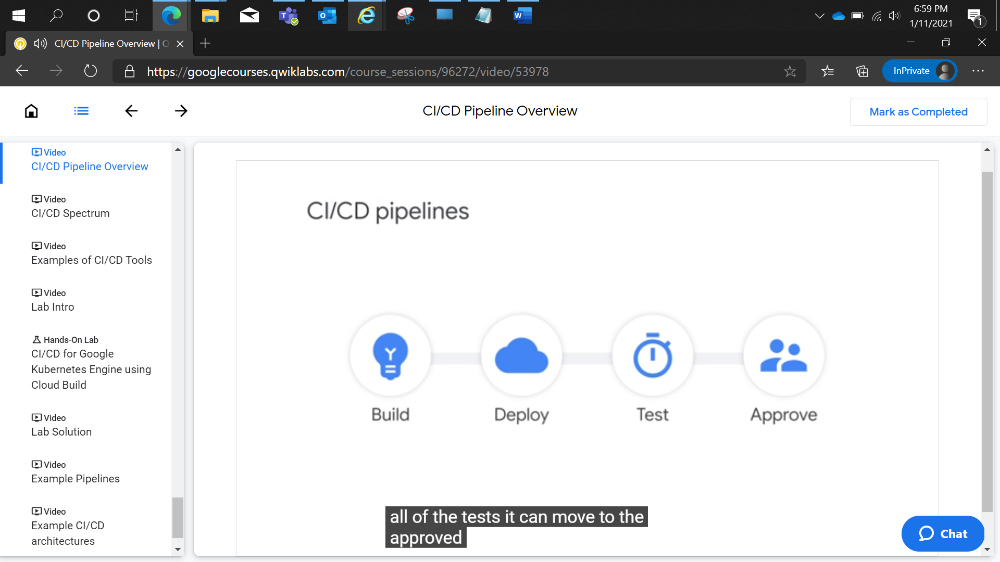 6:59 PM
1/11/2021
1
CI/CD Pipeline Overview | Q
https://googlecourses.qwiklabs.com/course_sessions/96272/video/53978
InPrivate
CI/CD Pipeline Overview
Mark as Completed
Video
CI/CD Pipeline Overview
Video
CI/CD Spectrum
Video
Examples of CI/CD Tools
Video
Lab Intro
Hands-On Lab
CI/CD for Google
Kubernetes Engine using
Cloud Build
Video
Lab Solution
Video
Example Pipelines
Video
Example CI/CD
architectures
CI/CD pipelines
Build
Deploy
Test
Approve
all of the tests it can move to the
approved
Chat